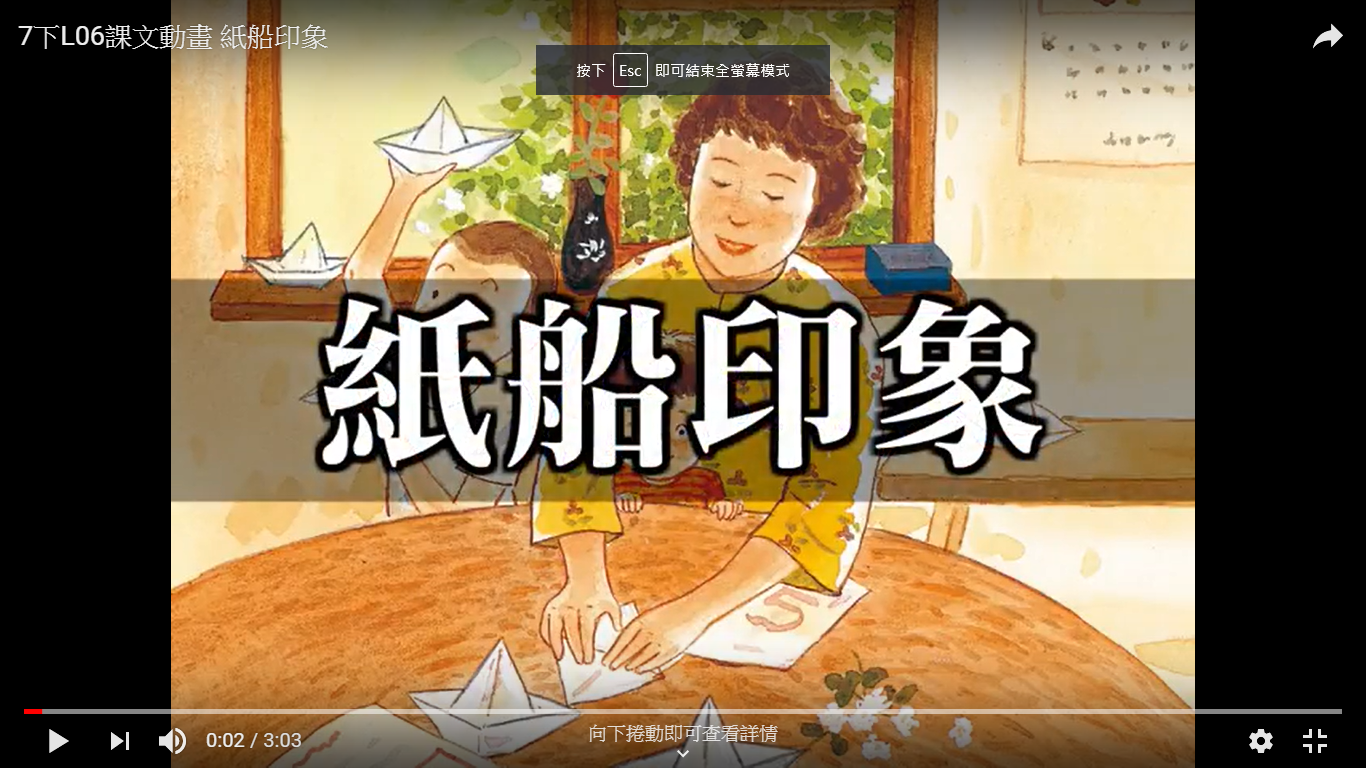 7下L06課文動畫 紙船印象
按下 Esc 即可結束全螢幕模式
紙船印象
5
向下捲動即可查看詳情
0:02 / 3:03